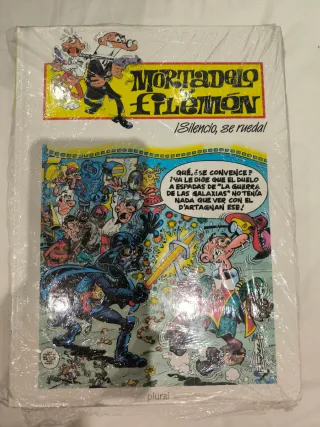 MORTADELO
y
filEMÓN
¡Silencio, se rueda!
QUÉ, ¿SE CONVENCE?
¡YA LE DIJE QUE EL DUELO
A ESPADAS DE "LA GUERRA
DE LAS GALAXIAS" NO TENÍA
NADA QUE VER CON EL
D'ARTAGNAN ESE!
plural